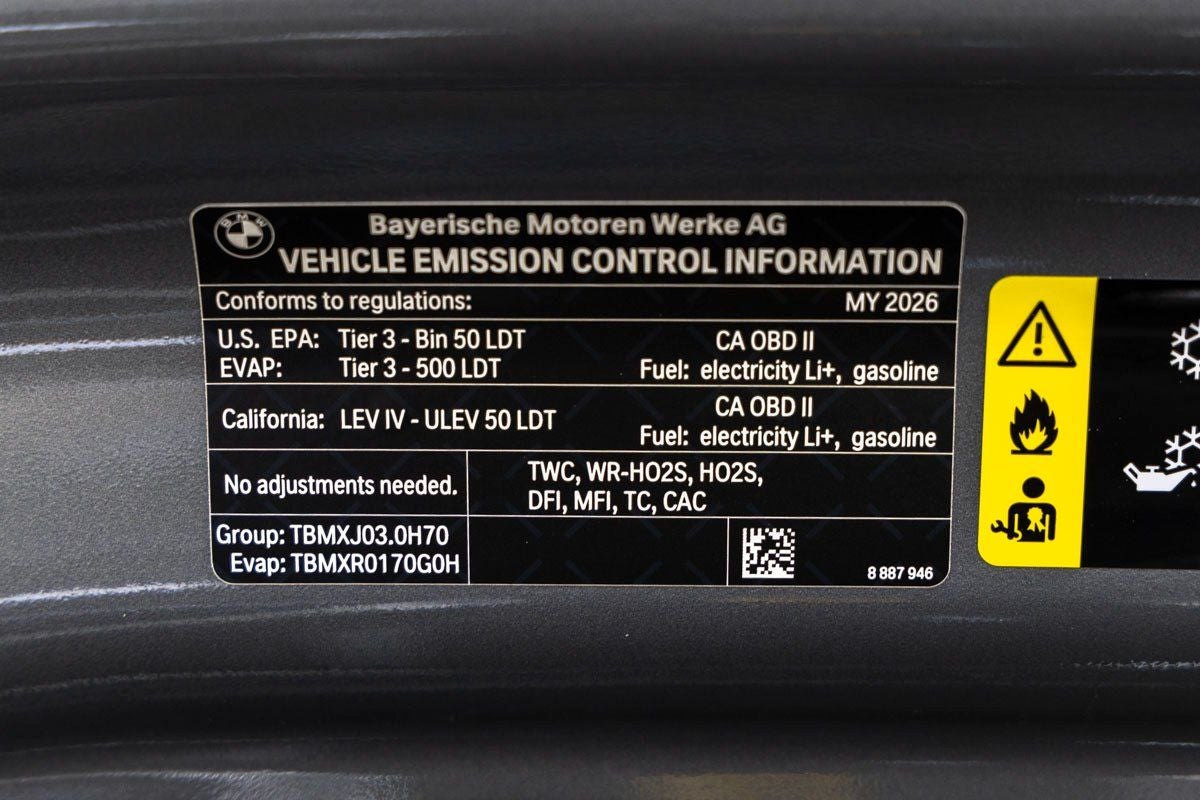 BMW
Bayerische Motoren Werke AG
VEHICLE EMISSION CONTROL INFORMATION
Conforms to regulations: MY 2026
U.S. EPA: Tier 3 - Bin 50 LDT CA OBD II
EVAP: Tier 3 - 500 LDT Fuel: electricity Li+, gasoline
California: LEV IV - ULEV 50 LDT CA OBD II
Fuel: electricity Li+, gasoline
No adjustments needed.
TWC, WR-HO2S, HO2S,
DFI, MFI, TC, CAC
Group: TBMXJ03.0H70
Evap: TBMXR0170G0H
8 887 946